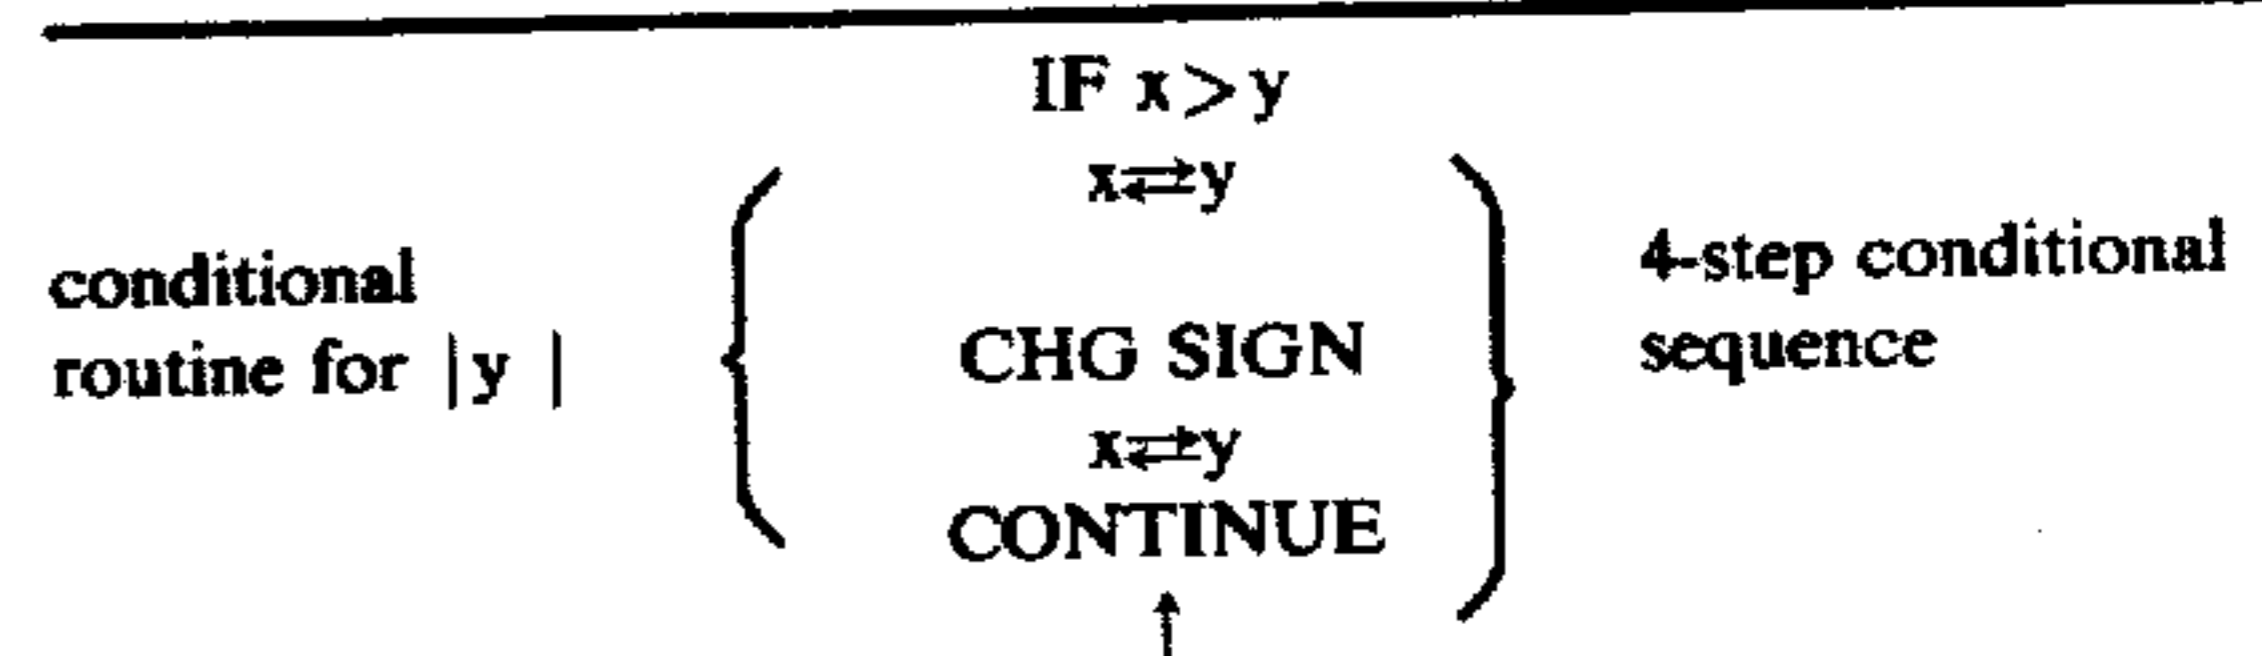 IF x>y
x⇄y
conditional
routine for |y |
CHG SIGN
x⇄y
CONTINUE
↑
4-step conditional
sequence